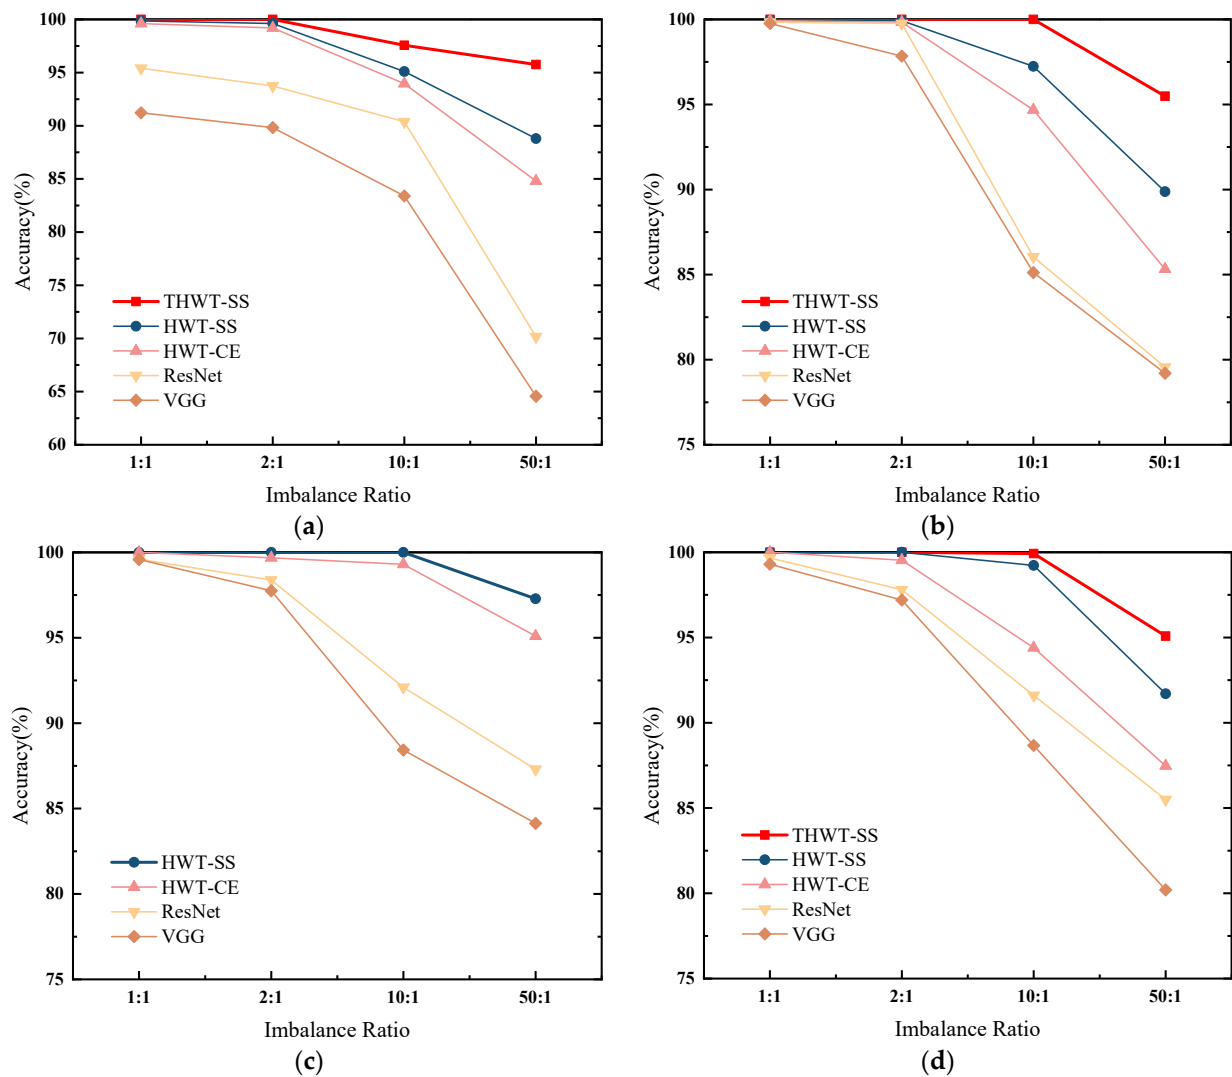 100
95
90
85
80
75
70
65
60
Accuracy(%)
THWT-SS
HWT-SS
HWT-CE
ResNet
VGG
1:1 2:1 10:1 50:1
Imbalance Ratio
(a)
100
95
90
85
80
75
Accuracy(%)
THWT-SS
HWT-SS
HWT-CE
ResNet
VGG
1:1 2:1 10:1 50:1
Imbalance Ratio
(b)
100
95
90
85
80
75
Accuracy(%)
HWT-SS
HWT-CE
ResNet
VGG
1:1 2:1 10:1 50:1
Imbalance Ratio
(c)
100
95
90
85
80
75
Accuracy(%)
THWT-SS
HWT-SS
HWT-CE
ResNet
VGG
1:1 2:1 10:1 50:1
Imbalance Ratio
(d)